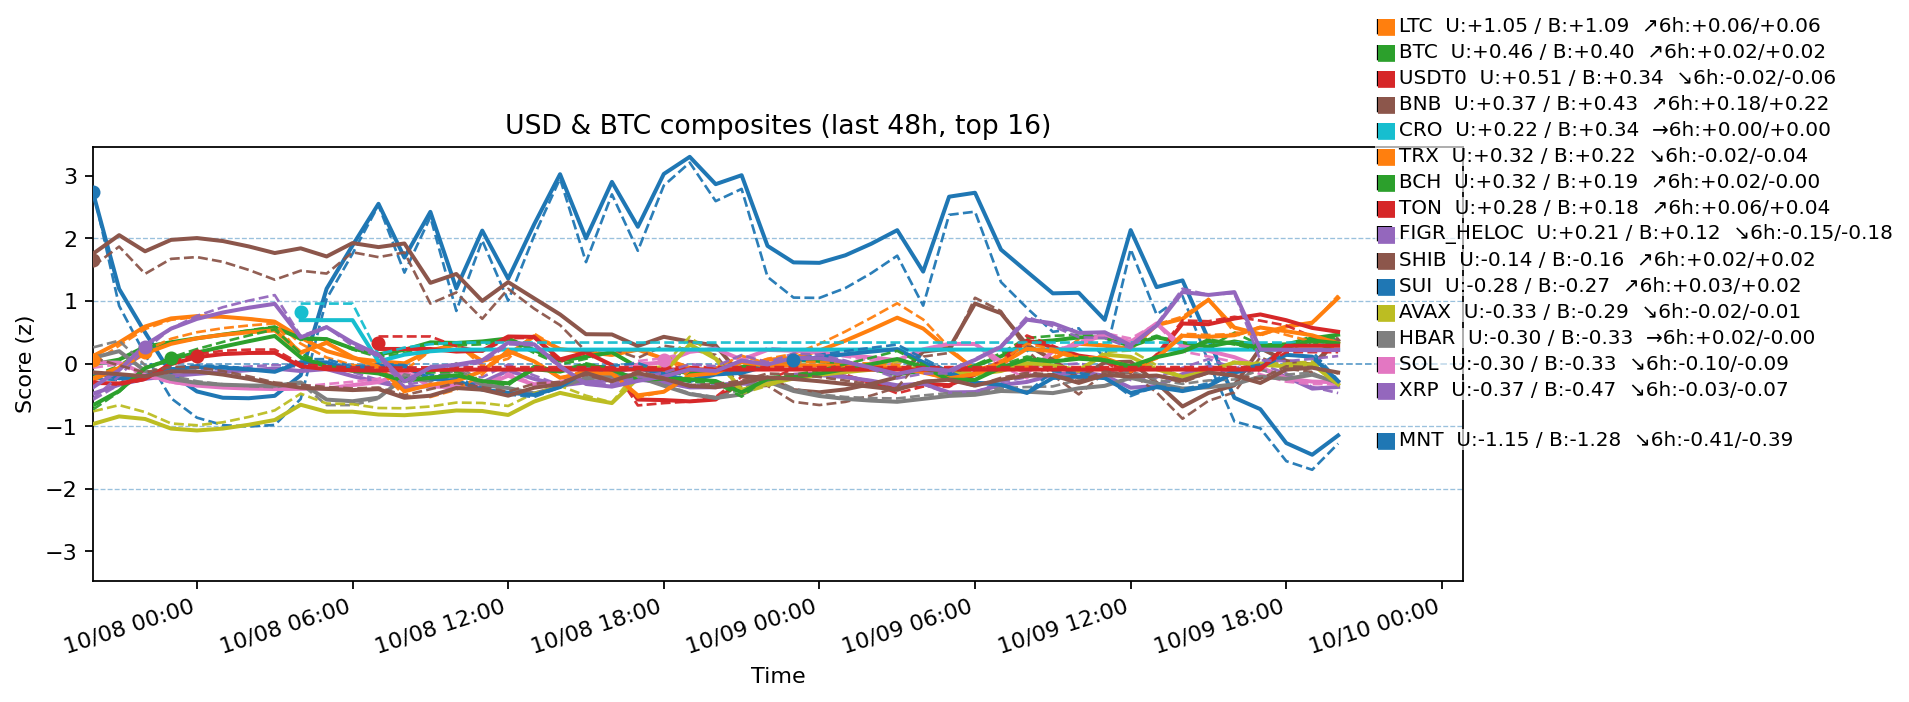 LTC U:+1.05 / B:+1.09 ↗6h:+0.06/+0.06
BTC U:+0.46 / B:+0.40 ↗6h:+0.02/+0.02
USDT0 U:+0.51 / B:+0.34 ↘6h:-0.02/-0.06
BNB U:+0.37 / B:+0.43 ↗6h:+0.18/+0.22
CRO U:+0.22 / B:+0.34 →6h:+0.00/+0.00
TRX U:+0.32 / B:+0.22 ↘6h:-0.02/-0.04
BCH U:+0.32 / B:+0.19 ↗6h:+0.02/-0.00
TON U:+0.28 / B:+0.18 ↗6h:+0.06/+0.04
FIGR_HELOC U:+0.21 / B:+0.12 ↘6h:-0.15/-0.18
SHIB U:-0.14 / B:-0.16 ↗6h:+0.02/+0.02
SUI U:-0.28 / B:-0.27 ↗6h:+0.03/+0.02
AVAX U:-0.33 / B:-0.29 ↘6h:-0.02/-0.01
HBAR U:-0.30 / B:-0.33 →6h:+0.02/-0.00
SOL U:-0.30 / B:-0.33 ↘6h:-0.10/-0.09
XRP U:-0.37 / B:-0.47 ↘6h:-0.03/-0.07
MNT U:-1.15 / B:-1.28 ↘6h:-0.41/-0.39
USD & BTC composites (last 48h, top 16)
Score (z)
3
2
1
0
−1
−2
−3
10/08 00:00
10/08 06:00
10/08 12:00
10/08 18:00
10/09 00:00
10/09 06:00
10/09 12:00
10/09 18:00
10/10 00:00
Time